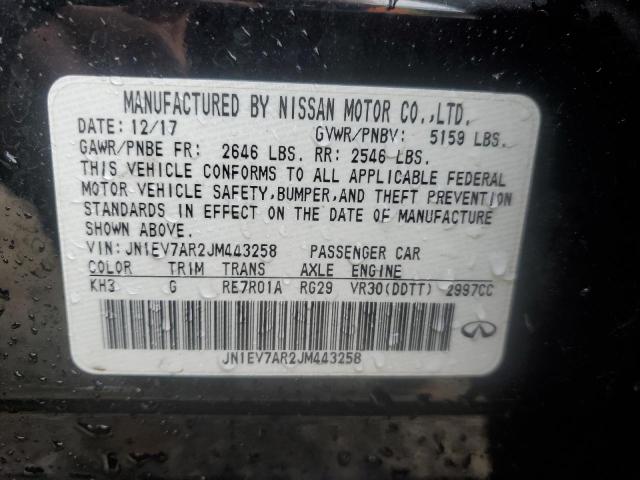 MANUFACTURED BY NISSAN MOTOR CO.,LTD.
DATE: 12/17 GVWR/PNBV: 5159 LBS.
GAWR/PNBE FR: 2646 LBS. RR: 2546 LBS.
THIS VEHICLE CONFORMS TO ALL APPLICABLE FEDERAL
MOTOR VEHICLE SAFETY,BUMPER,AND THEFT PREVENTION
STANDARDS IN EFFECT ON THE DATE OF MANUFACTURE
SHOWN ABOVE.
VIN: JN1EV7AR2JM443258 PASSENGER CAR
COLOR TRIM TRANS AXLE ENGINE
KH3 G RE7R01A RG29 VR30(DDTT) 2997CC
JN1EV7AR2JM443258